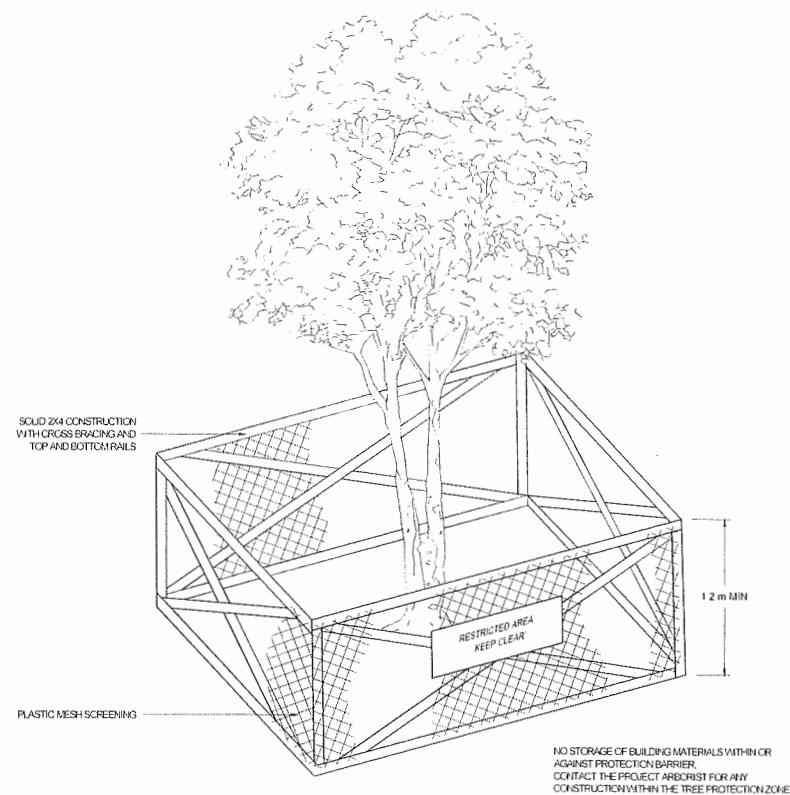 SOLID 2X4 CONSTRUCTION
WITH CROSS BRACING AND
TOP AND BOTTOM RAILS
1.2 m MIN
RESTRICTED AREA
KEEP CLEAR
PLASTIC MESH SCREENING
NO STORAGE OF BUILDING MATERIALS WITHIN OR
AGAINST PROTECTION BARRIER,
CONTACT THE PROJECT ARBORIST FOR ANY
CONSTRUCTION WITHIN THE TREE PROTECTION ZONE